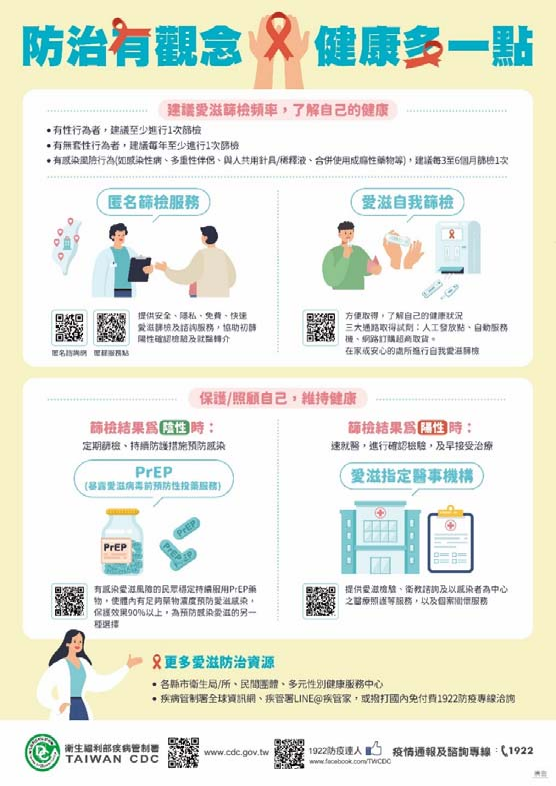 防治有觀念 健康多一點
建議愛滋篩檢頻率，了解自己的健康
•有性行為者，建議至少進行1次篩檢
•有無套性行為者，建議每年至少進行1次篩檢
•有感染風險行為(如感染性病、多重性伴侶、與人共用針具/稀釋液、合併使用成癮性藥物等)，建議每3至6個月篩檢1次
匿名篩檢服務
提供安全、隱私、免費、快速
愛滋篩檢及諮詢服務，協助初篩
陽性確認檢驗及就醫轉介
匿名諮詢網
匿篩服務點
愛滋自我篩檢
方便取得，了解自己的健康狀況
三大通路取得試劑：人工發放點、自動服務
機、網路訂購超商取貨。
在家或安心的處所進行自我愛滋篩檢
保護/照顧自己，維持健康
篩檢結果為陰性時：
定期篩檢、持續防護措施預防感染
PrEP
(暴露愛滋病毒前預防性投藥服務)
PrEP
PrEP
PrEP
有感染愛滋風險的民眾穩定持續服用PrEP藥
物，使體內有足夠藥物濃度預防愛滋感染，
保護效果90%以上，為預防感染愛滋的另一
種選擇
篩檢結果為陽性時：
速就醫，進行確認檢驗，及早接受治療
愛滋指定醫事機構
提供愛滋檢驗、衛教諮詢及以感染者為中心
之醫療照護等服務，以及個案關懷服務
更多愛滋防治資源
• 各縣市衛生局/所、民間團體、多元性別健康服務中心
• 疾病管制署全球資訊網、疾管署LINE@疾管家，或撥打國內免付費1922防疫專線洽詢
衛生福利部疾病管制署
TAIWAN CDC
www.cdc.gov.tw
1922防疫達人
www.facebook.com/TWCDC
疫情通報及諮詢專線：1922
廣告